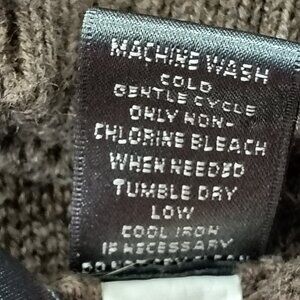 MACHINE WASH
COLD
GENTLE CYCLE
ONLY NON-
CHLORINE BLEACH
WHEN NEEDED
TUMBLE DRY
LOW
COOL IRON
IF NECESSARY